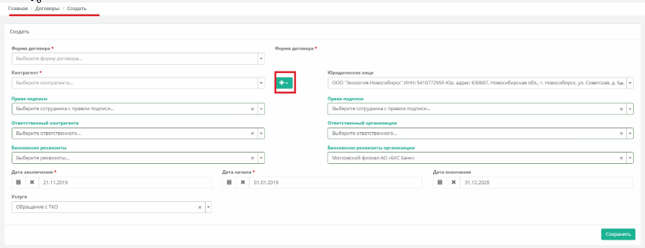 Главная / Договоры / Создать
Создать
Форма договора *
Форма договора *
Выберите форму договора...
Контрагент *
Юридическое лицо
Выберите контрагента...
ООО "Экология-Новосибирск" ИНН: 5410772955 Юр. адрес: 630007, Новосибирская обл., г. Новосибирск, ул. Советская, д. 5
Право подписи
Право подписи
Выберите сотрудника с правом подписи...
Выберите сотрудника с правом подписи...
Ответственный контрагента
Ответственный организации
Выберите ответственного...
Выберите ответственного...
Банковские реквизиты
Банковские реквизиты организации
Выберите реквизиты...
Московский филиал АО «БКС Банк»
Дата заключения *
Дата начала *
Дата окончания
21.11.2019
01.01.2019
31.12.2028
Услуга
Обращение с ТКО
Сохранить